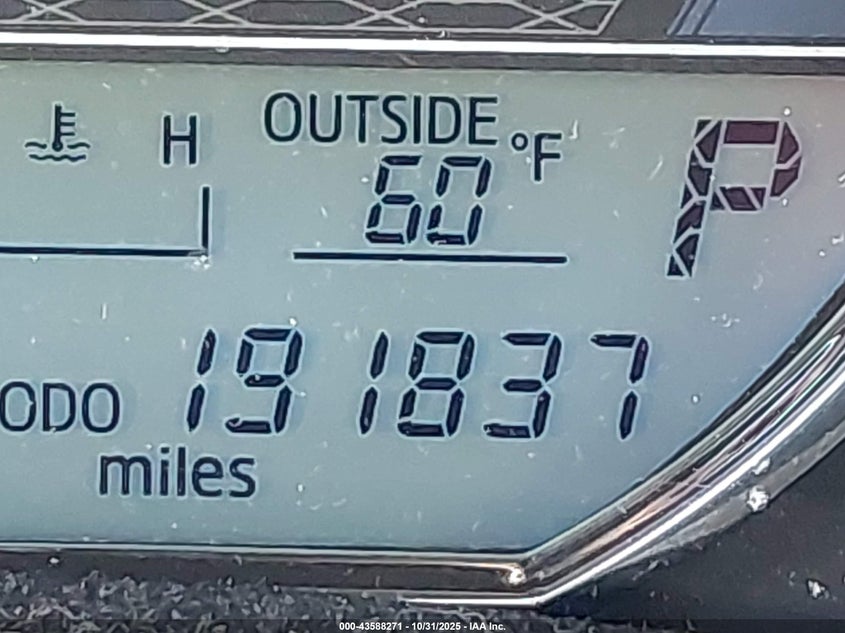 H
OUTSIDE
60 °F
P
ODO 191837
miles
000-43588271 - 10/31/2025 - IAA Inc.